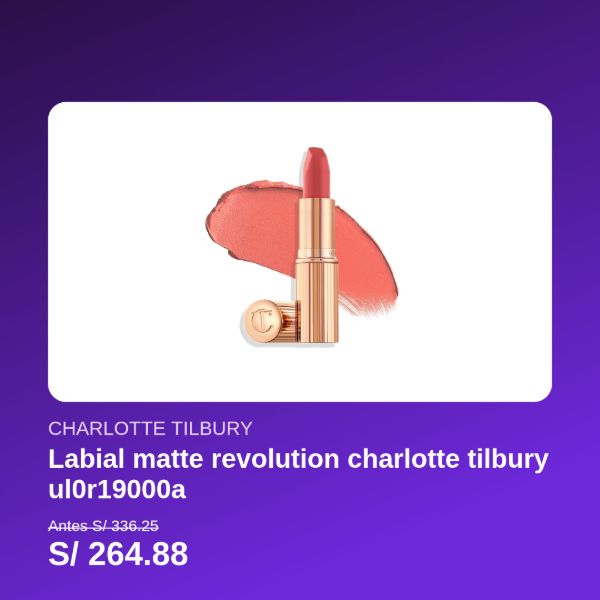 CHARLOTTE TILBURY
Labial matte revolution charlotte tilbury
ul0r19000a
Antes S/ 336.25
S/ 264.88